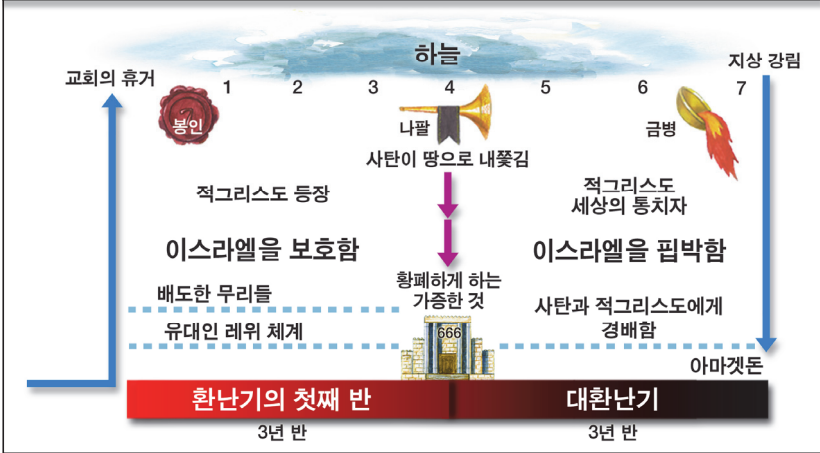 하늘
교회의 휴거
지상 강림
1 2 3 4 5 6 7
봉인
나팔
금병
사탄이 땅으로 내쫓김
적그리스도 등장
적그리스도
세상의 통치자
이스라엘을 보호함
이스라엘을 핍박함
황폐하게 하는
가증한 것
배도한 무리들
사탄과 적그리스도에게
경배함
유대인 레위 체계
666
아마겟돈
환난기의 첫째 반
대환난기
3년 반
3년 반